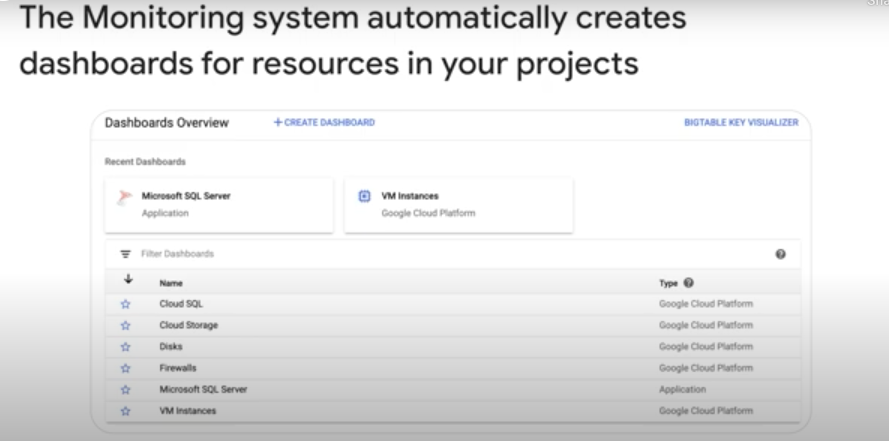 The Monitoring system automatically creates
dashboards for resources in your projects
Dashboards Overview + CREATE DASHBOARD BIGTABLE KEY VISUALIZER
Recent Dashboards
Microsoft SQL Server VM Instances
Application Google Cloud Platform
Filter Dashboards
Name Type
Cloud SQL Google Cloud Platform
Cloud Storage Google Cloud Platform
Disks Google Cloud Platform
Firewalls Google Cloud Platform
Microsoft SQL Server Application
VM Instances Google Cloud Platform